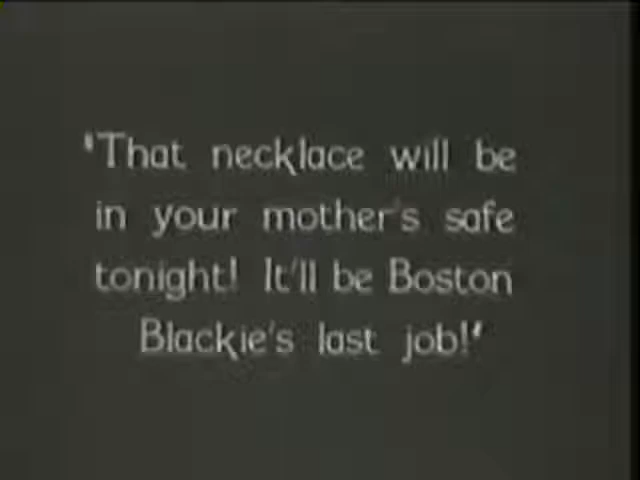 "That necklace will be
in your mother's safe
tonight! It'll be Boston
Blackie's last job!"